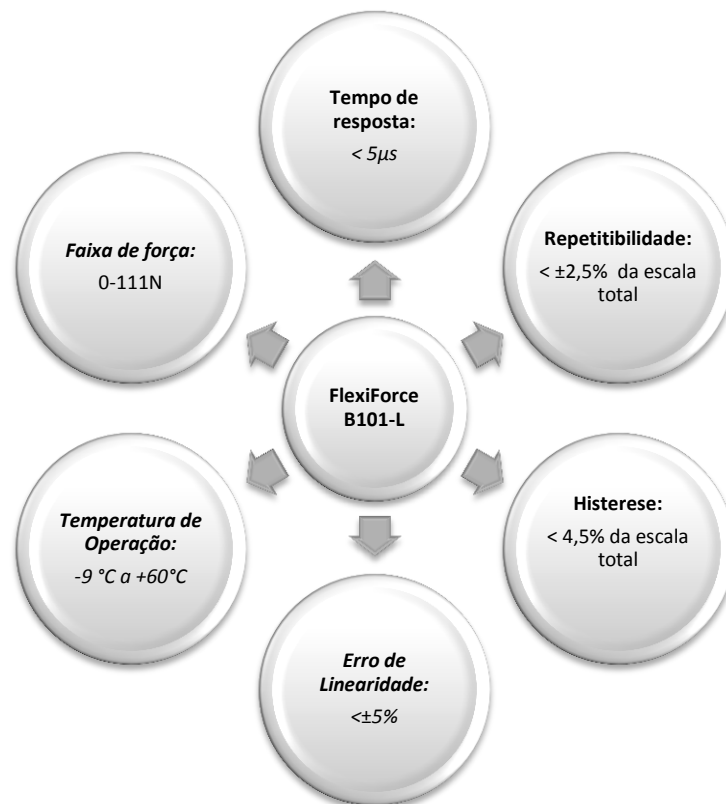 Tempo de
resposta:
< 5µs
Faixa de força:
0-111N
Repetitibilidade:
< ±2,5% da escala
total
FlexiForce
B101-L
Temperatura de
Operação:
-9 °C a +60°C
Histerese:
< 4,5% da escala
total
Erro de
Linearidade:
<±5%